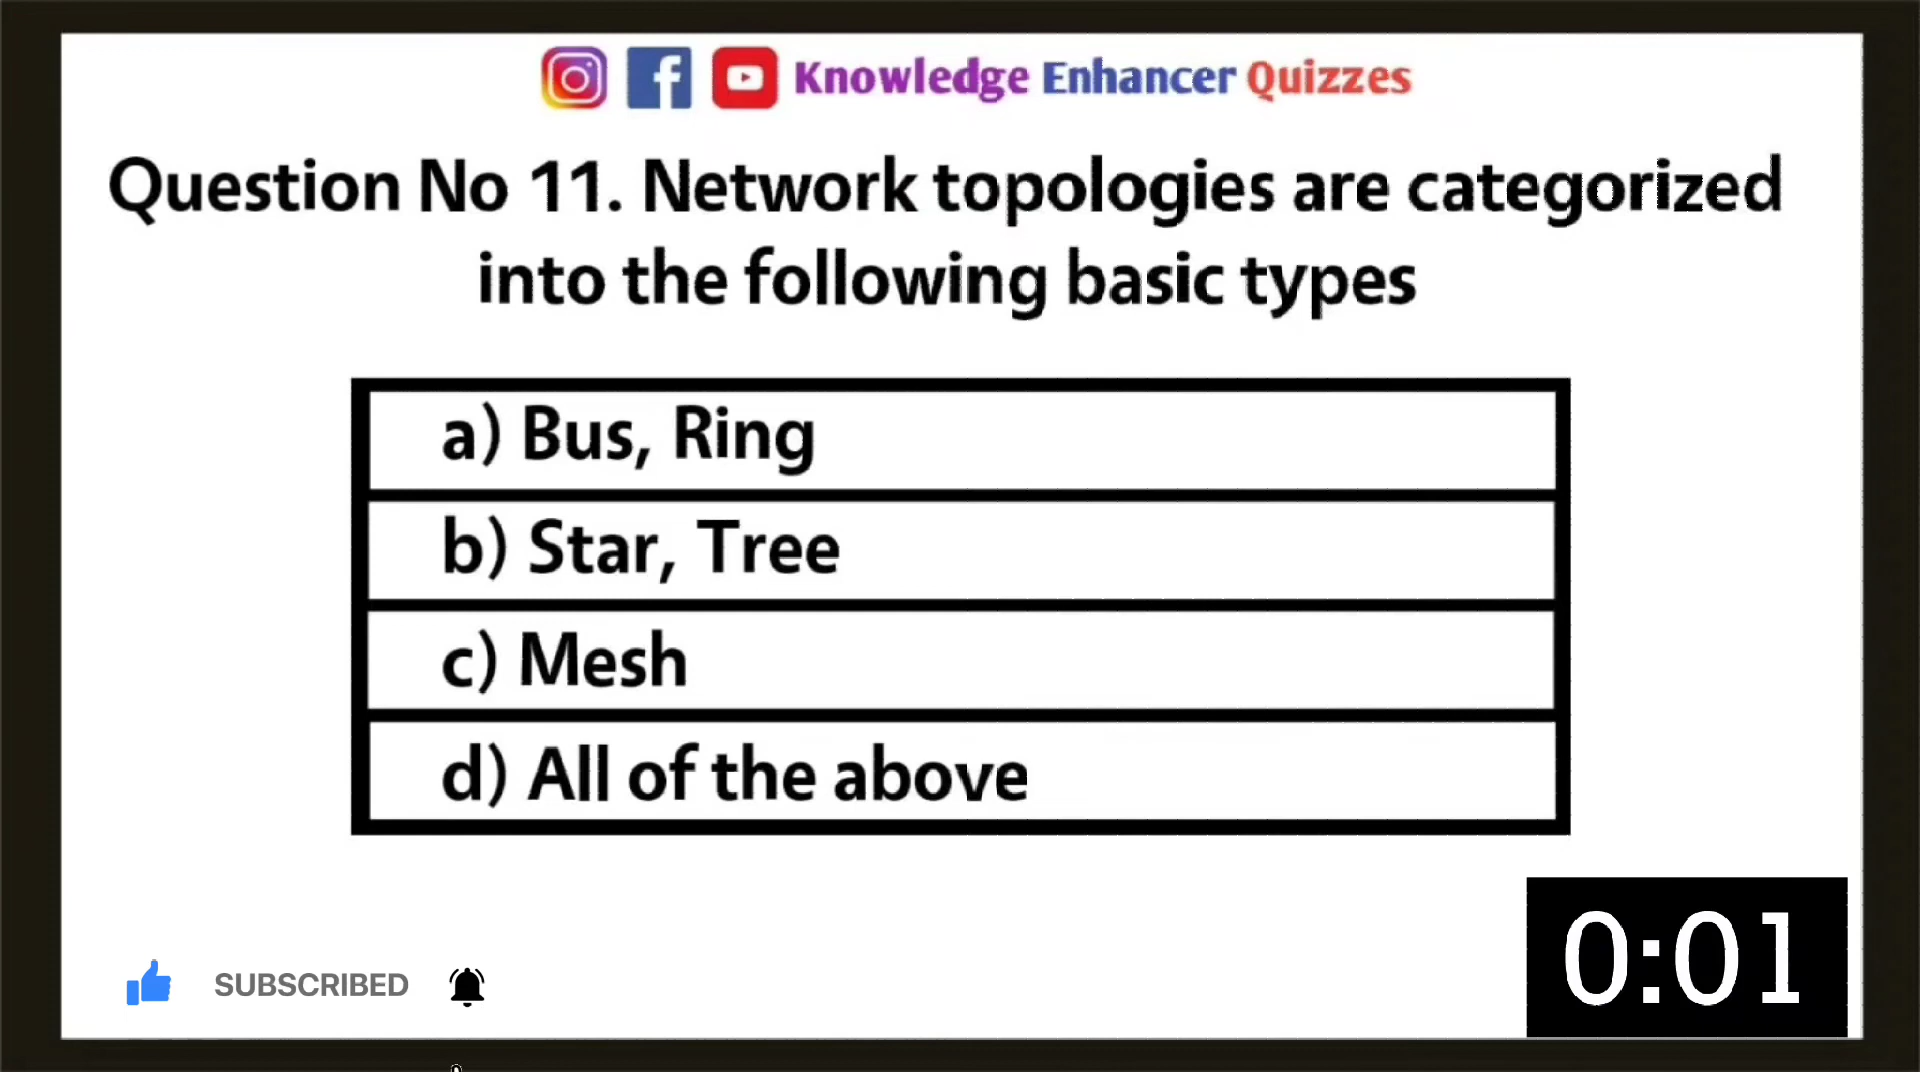 Knowledge Enhancer Quizzes
Question No 11. Network topologies are categorized
into the following basic types
a) Bus, Ring
b) Star, Tree
c) Mesh
d) All of the above
SUBSCRIBED
0:01